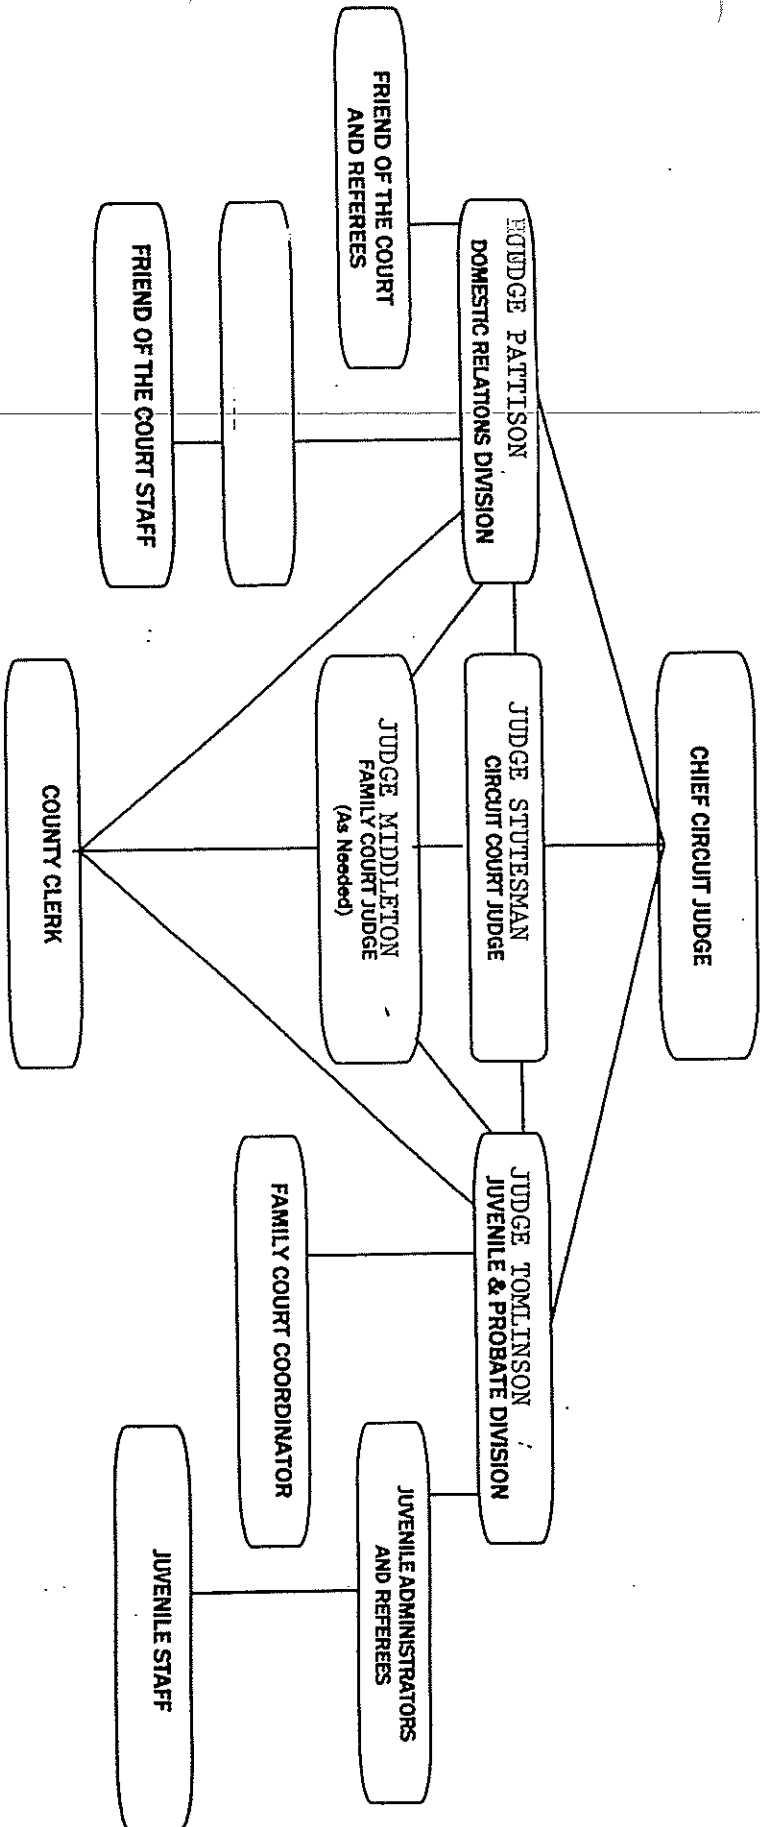 CHIEF CIRCUIT JUDGE
JUDGE PATTISON
DOMESTIC RELATIONS DIVISION
JUDGE STUTESMAN
CIRCUIT COURT JUDGE
JUDGE TOMLINSON
JUVENILE & PROBATE DIVISION
FRIEND OF THE COURT
AND REFEREES
JUDGE MIDDLETON
FAMILY COURT JUDGE
(As Needed)
JUVENILE ADMINISTRATORS
AND REFEREES
FAMILY COURT COORDINATOR
FRIEND OF THE COURT STAFF
JUVENILE STAFF
COUNTY CLERK